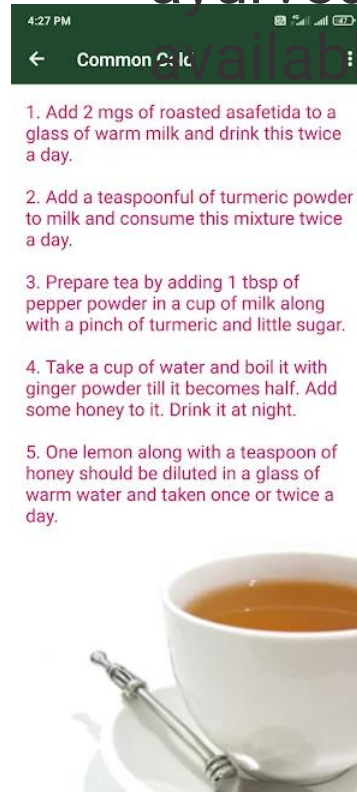 4:27 PM
47
Common Cold
availab
1. Add 2 mgs of roasted asafetida to a
glass of warm milk and drink this twice
a day.
2. Add a teaspoonful of turmeric powder
to milk and consume this mixture twice
a day.
3. Prepare tea by adding 1 tbsp of
pepper powder in a cup of milk along
with a pinch of turmeric and little sugar.
4. Take a cup of water and boil it with
ginger powder till it becomes half. Add
some honey to it. Drink it at night.
5. One lemon along with a teaspoon of
honey should be diluted in a glass of
warm water and taken once or twice a
day.